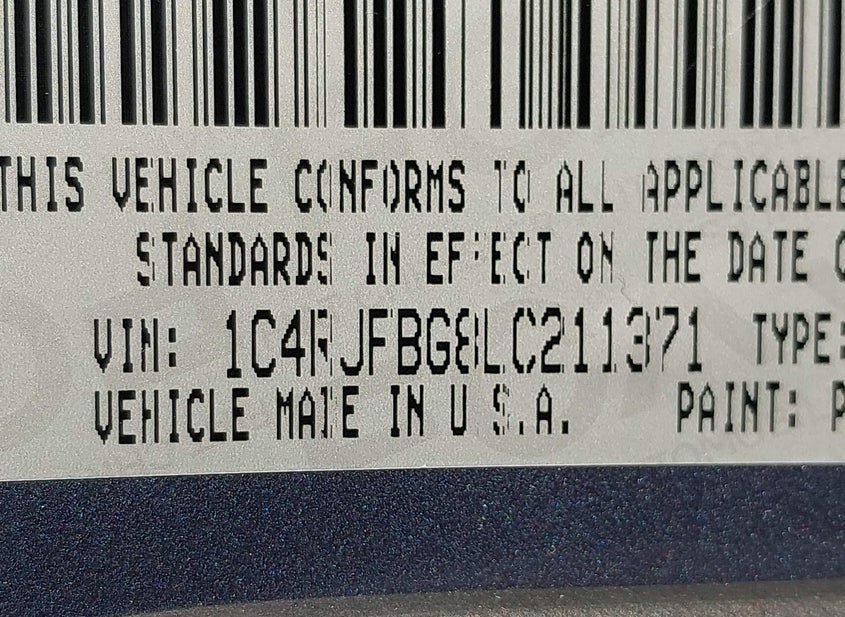 THIS VEHICLE CONFORMS TO ALL APPLICABLE
STANDARDS IN EFFECT ON THE DATE O
VIN: 1C4RJFBG8LC211371 TYPE:
VEHICLE MADE IN U.S.A. PAINT: P